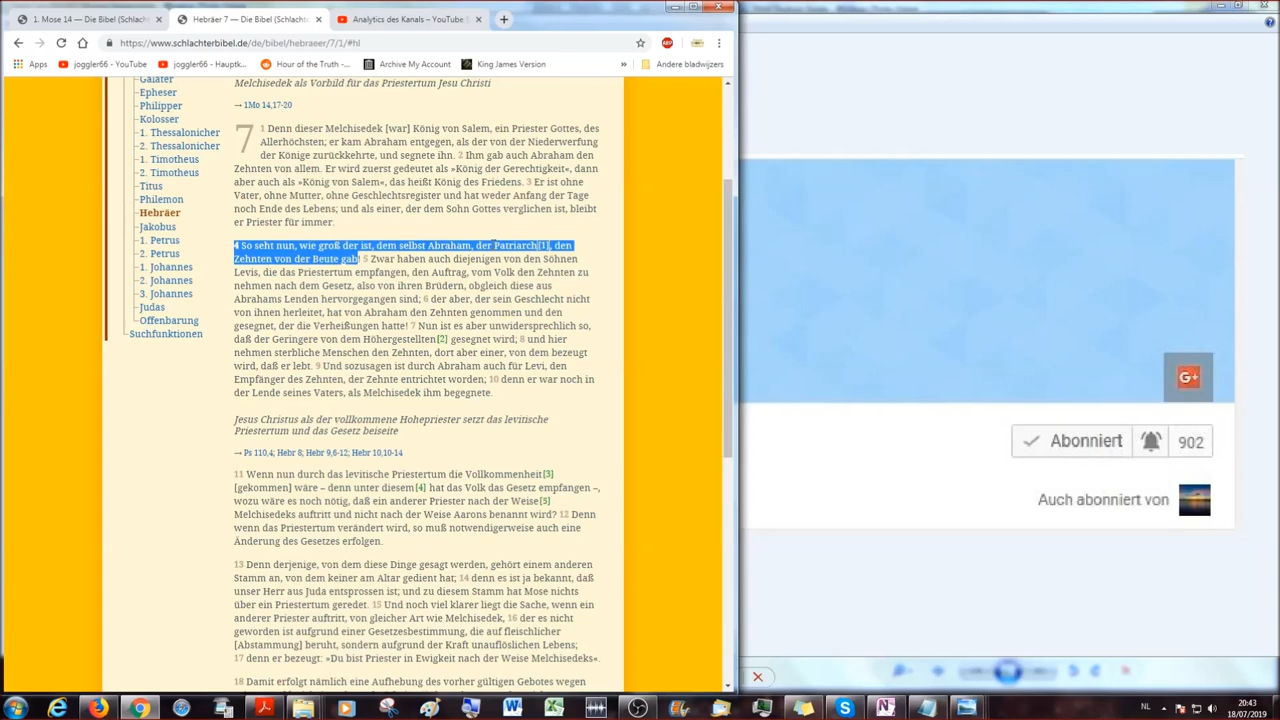 1. Mose 14 — Die Bibel (Schlacht
Hebräer 7 — Die Bibel (Schlachte
Analytics des Kanals – YouTube S
https://www.schlachterbibel.de/de/bibel/hebraeer/7/1/#hl
Apps
joggler66 - YouTube
joggler66 - Hauptk...
Hour of the Truth - ...
Archive My Account
King James Version
»
Andere bladwijzers
Galater
Epheser
Philipper
Kolosser
1. Thessalonicher
2. Thessalonicher
1. Timotheus
2. Timotheus
Titus
Philemon
Hebräer
Jakobus
1. Petrus
2. Petrus
1. Johannes
2. Johannes
3. Johannes
Judas
Offenbarung
Suchfunktionen
Melchisedek als Vorbild für das Priestertum Jesu Christi
→ 1Mo 14,17-20
7 1 Denn dieser Melchisedek [war] König von Salem, ein Priester Gottes, des
Allerhöchsten; er kam Abraham entgegen, als der von der Niederwerfung
der Könige zurückkehrte, und segnete ihn. 2 Ihm gab auch Abraham den
Zehnten von allem. Er wird zuerst gedeutet als »König der Gerechtigkeit«, dann
aber auch als »König von Salem«, das heißt König des Friedens. 3 Er ist ohne
Vater, ohne Mutter, ohne Geschlechtsregister und hat weder Anfang der Tage
noch Ende des Lebens; und als einer, der dem Sohn Gottes verglichen ist, bleibt
er Priester für immer.
4 So seht nun, wie groß der ist, dem selbst Abraham, der Patriarch[1], den
Zehnten von der Beute gab! 5 Zwar haben auch diejenigen von den Söhnen
Levis, die das Priestertum empfangen, den Auftrag, vom Volk den Zehnten zu
nehmen nach dem Gesetz, also von ihren Brüdern, obgleich diese aus
Abrahams Lenden hervorgegangen sind; 6 der aber, der sein Geschlecht nicht
von ihnen herleitet, hat von Abraham den Zehnten genommen und den
gesegnet, der die Verheißungen hatte! 7 Nun ist es aber unwidersprechlich so,
daß der Geringere von dem Höhergestellten[2] gesegnet wird; 8 und hier
nehmen sterbliche Menschen den Zehnten, dort aber einer, von dem bezeugt
wird, daß er lebt. 9 Und sozusagen ist durch Abraham auch für Levi, den
Empfänger des Zehnten, der Zehnte entrichtet worden; 10 denn er war noch in
der Lende seines Vaters, als Melchisedek ihm begegnete.
Jesus Christus als der vollkommene Hohepriester setzt das levitische
Priestertum und das Gesetz beiseite
→ Ps 110,4; Hebr 8; Hebr 9,6-12; Hebr 10,10-14
11 Wenn nun durch das levitische Priestertum die Vollkommenheit[3]
[gekommen] wäre – denn unter diesem[4] hat das Volk das Gesetz empfangen –,
wozu wäre es noch nötig, daß ein anderer Priester nach der Weise[5]
Melchisedeks auftritt und nicht nach der Weise Aarons benannt wird? 12 Denn
wenn das Priestertum verändert wird, so muß notwendigerweise auch eine
Änderung des Gesetzes erfolgen.
13 Denn derjenige, von dem diese Dinge gesagt werden, gehört einem anderen
Stamm an, von dem keiner am Altar gedient hat; 14 denn es ist ja bekannt, daß
unser Herr aus Juda entsprossen ist; und zu diesem Stamm hat Mose nichts
über ein Priestertum geredet. 15 Und noch viel klarer liegt die Sache, wenn ein
anderer Priester auftritt, von gleicher Art wie Melchisedek, 16 der es nicht
geworden ist aufgrund einer Gesetzesbestimmung, die auf fleischlicher
[Abstammung] beruht, sondern aufgrund der Kraft unauflöslichen Lebens;
17 denn er bezeugt: »Du bist Priester in Ewigkeit nach der Weise Melchisedeks«.
18 Damit erfolgt nämlich eine Aufhebung des vorher gültigen Gebotes wegen
G+
Abonniert 902
Auch abonniert von
NL
20:43
18/07/2019